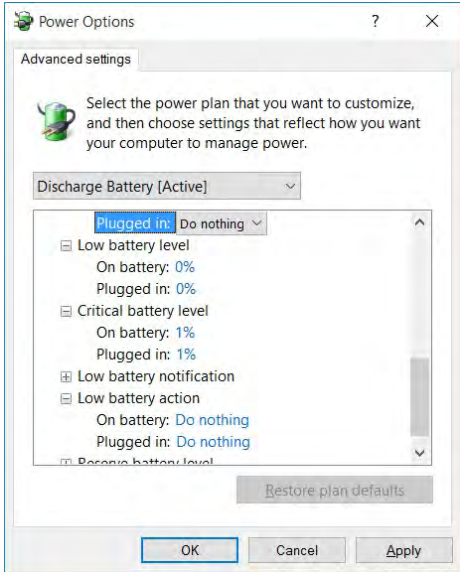 Power Options
?
Advanced settings
Select the power plan that you want to customize,
and then choose settings that reflect how you want
your computer to manage power.
Discharge Battery [Active]
Plugged in: Do nothing
Low battery level
On battery: 0%
Plugged in: 0%
Critical battery level
On battery: 1%
Plugged in: 1%
Low battery notification
Low battery action
On battery: Do nothing
Plugged in: Do nothing
Reserve battery level
Restore plan defaults
OK Cancel Apply